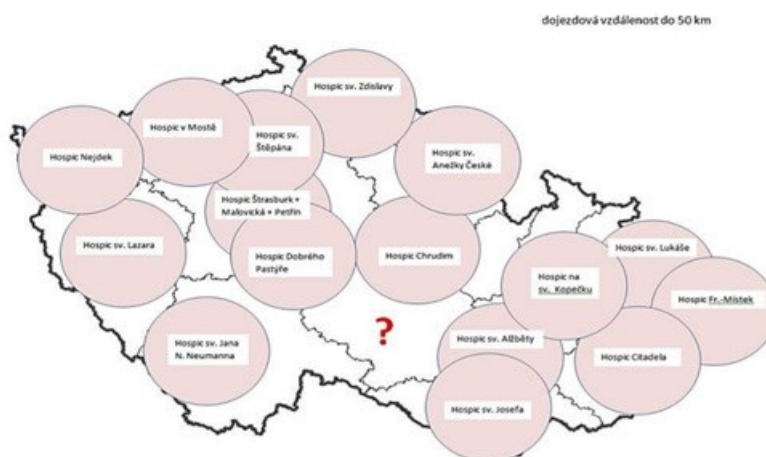 dojezdová vzdálenost do 50 km
Hospic sv. Zdislavy
Hospic v Mostě
Hospic sv.
Štěpána
Hospic Nejdek
Hospic sv.
Anežky České
Hospic Štrasburk +
Malovická + Petřín
Hospic sv. Lazara
Hospic Dobrého
Pastýře
Hospic Chrudim
Hospic sv. Lukáše
Hospic na
sv. Kopečku
Hospic Fr.-Místek
?
Hospic sv. Jana
N. Neumanna
Hospic sv. Alžběty
Hospic Citadela
Hospic sv. Josefa